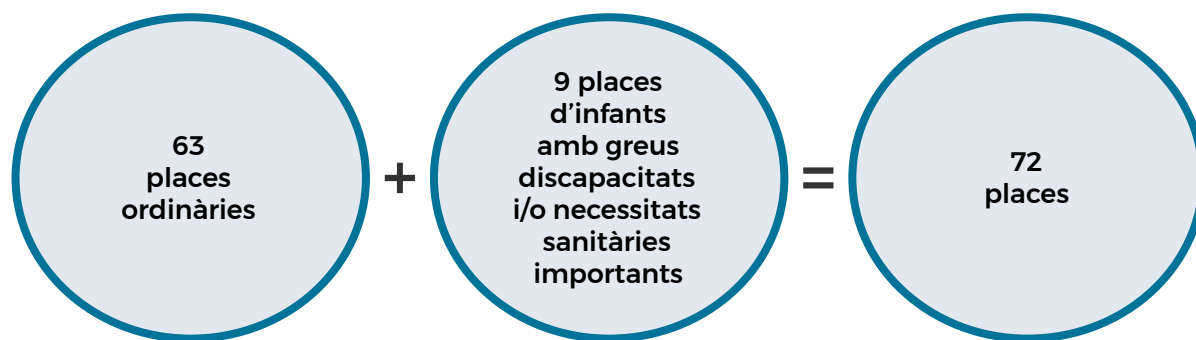 63
places
ordinàries
+
9 places
d’infants
amb greus
discapacitats
i/o necessitats
sanitàries
importants
=
72
places